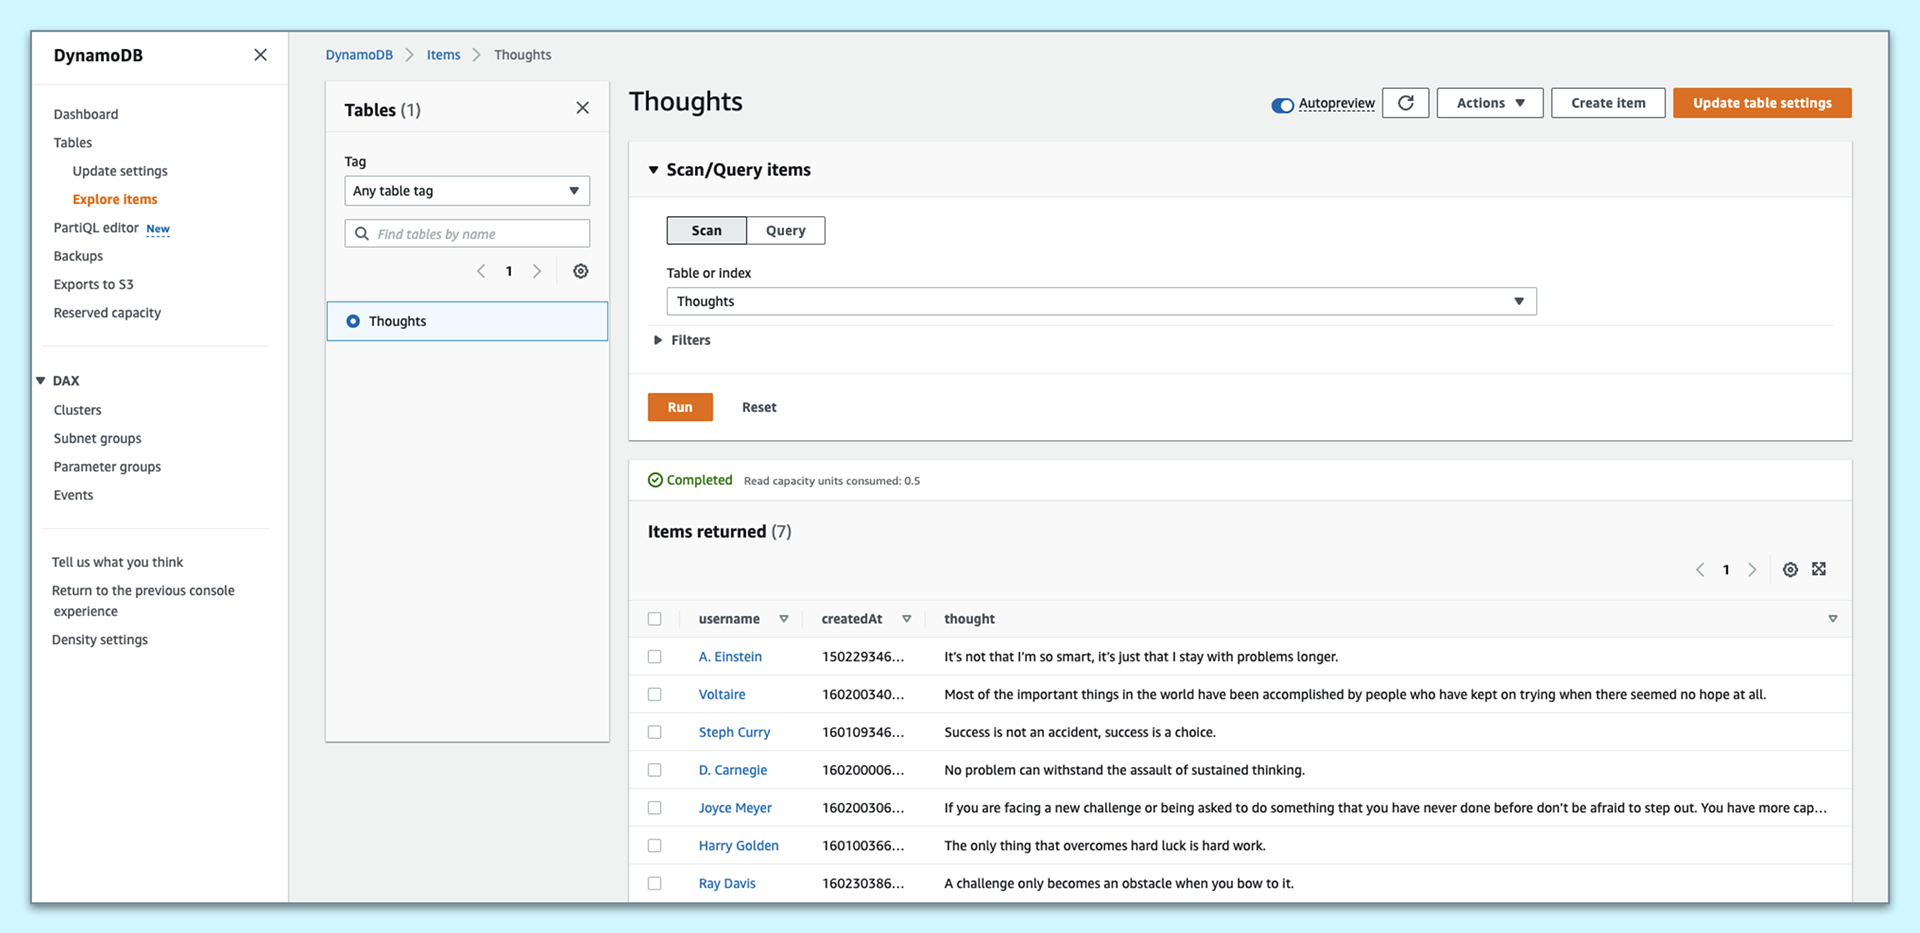 DynamoDB
Dashboard
Tables
Update settings
Explore items
PartiQL editor New
Backups
Exports to S3
Reserved capacity
DAX
Clusters
Subnet groups
Parameter groups
Events
Tell us what you think
Return to the previous console
experience
Density settings
DynamoDB Items Thoughts
Tables (1)
Tag
Any table tag
Find tables by name
1
Thoughts
Thoughts
Autopreview Actions Create item Update table settings
Scan/Query items
Scan Query
Table or index
Thoughts
Filters
Run Reset
Completed Read capacity units consumed: 0.5
Items returned (7)
1
username createdAt thought
A. Einstein 150229346... It's not that I'm so smart, it's just that I stay with problems longer.
Voltaire 160200340... Most of the important things in the world have been accomplished by people who have kept on trying when there seemed no hope at all.
Steph Curry 160109346... Success is not an accident, success is a choice.
D. Carnegie 160200006... No problem can withstand the assault of sustained thinking.
Joyce Meyer 160200306... If you are facing a new challenge or being asked to do something that you have never done before don't be afraid to step out. You have more cap...
Harry Golden 160100366... The only thing that overcomes hard luck is hard work.
Ray Davis 160230386... A challenge only becomes an obstacle when you bow to it.